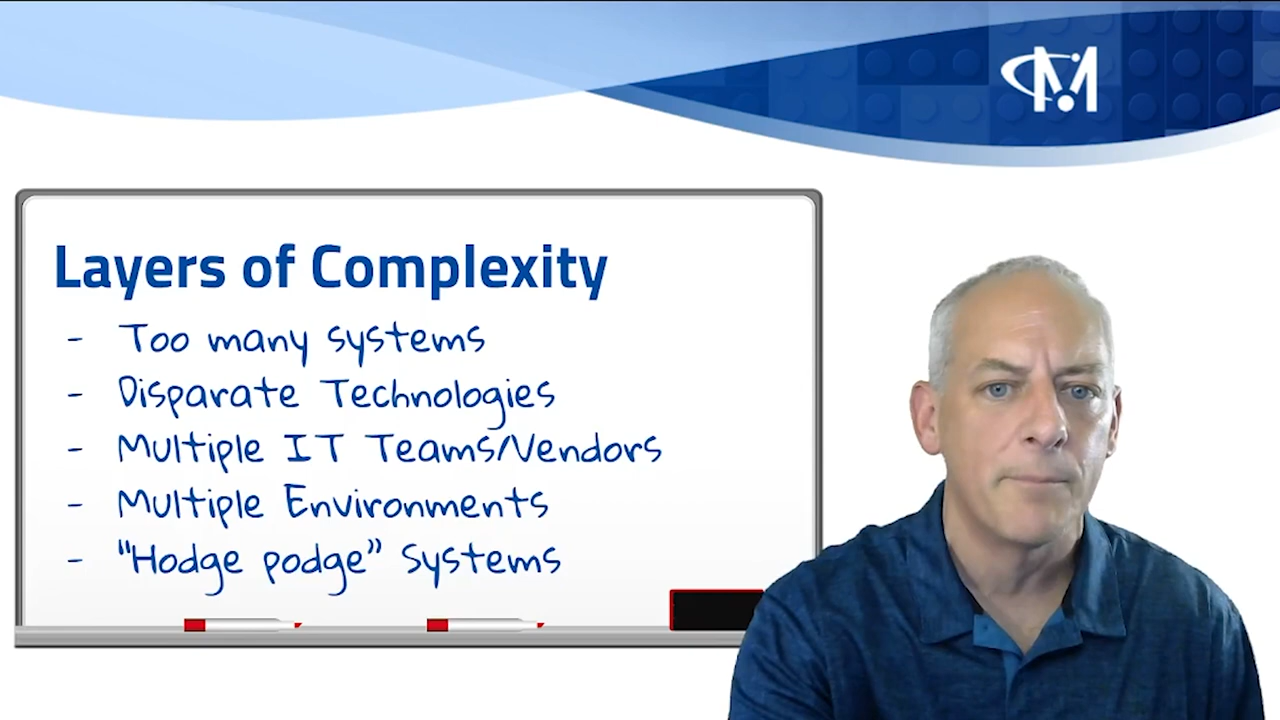 M
Layers of Complexity
- Too many systems
- Disparate Technologies
- Multiple IT Teams/Vendors
- Multiple Environments
- "Hodge podge" Systems